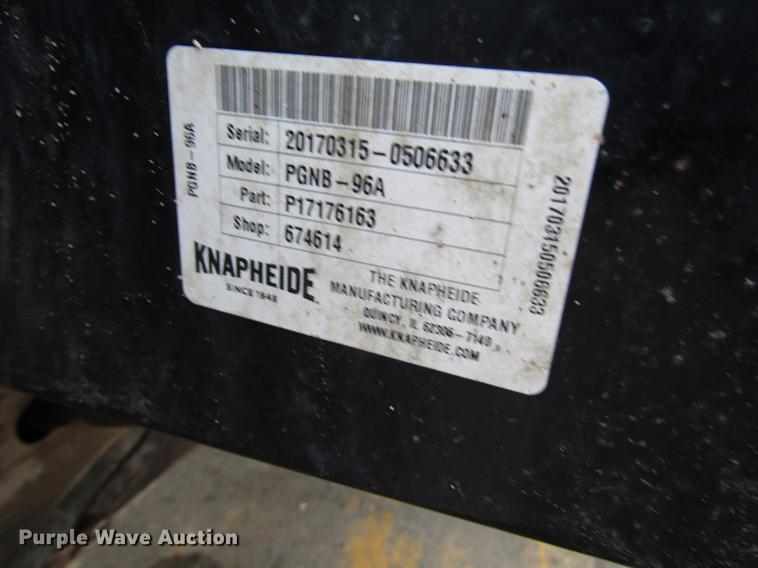 Serial: 20170315-0506633
Model: PGNB-96A
Part: P17176163
Shop: 674614
PGNB-96A
201703150506633
KNAPHEIDE
SINCE 1848
THE KNAPHEIDE
MANUFACTURING COMPANY
QUINCY, IL 62306-7140
WWW.KNAPHEIDE.COM
Purple Wave Auction